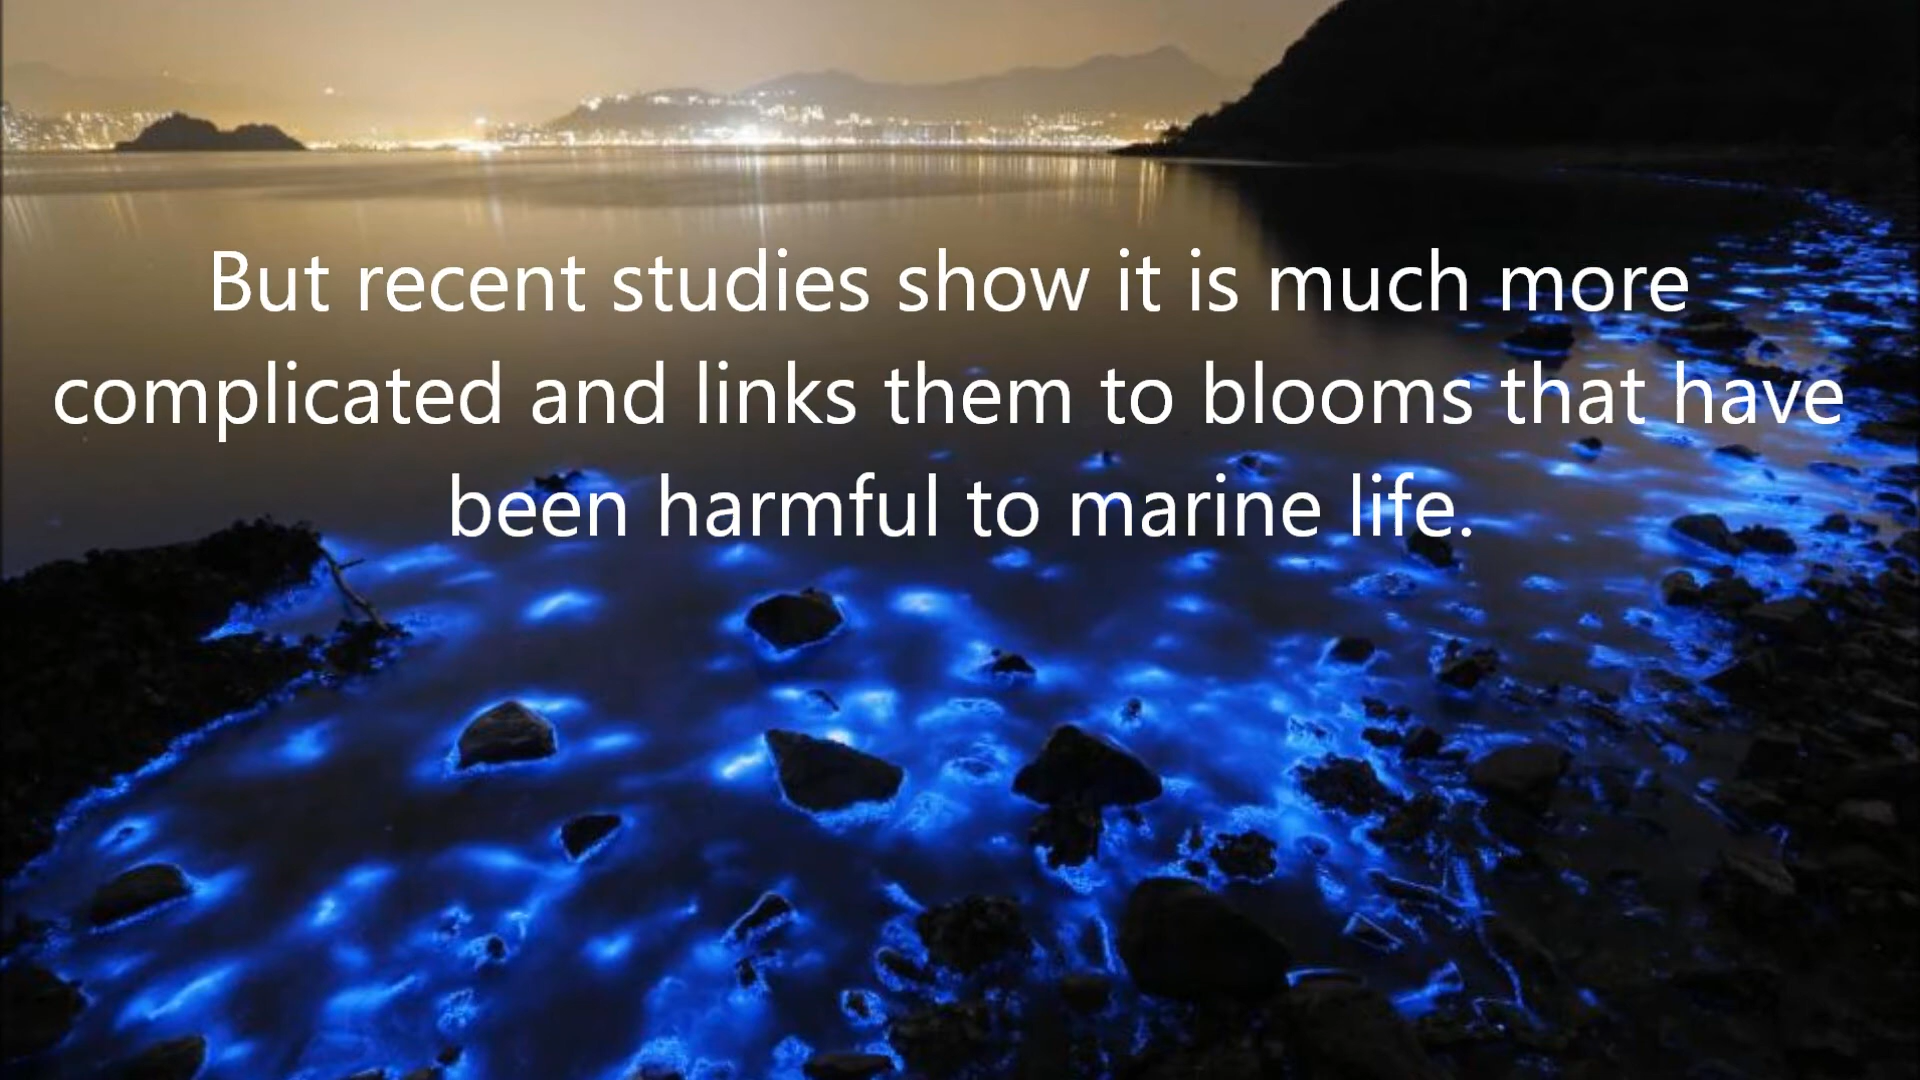 But recent studies show it is much more
complicated and links them to blooms that have
been harmful to marine life.